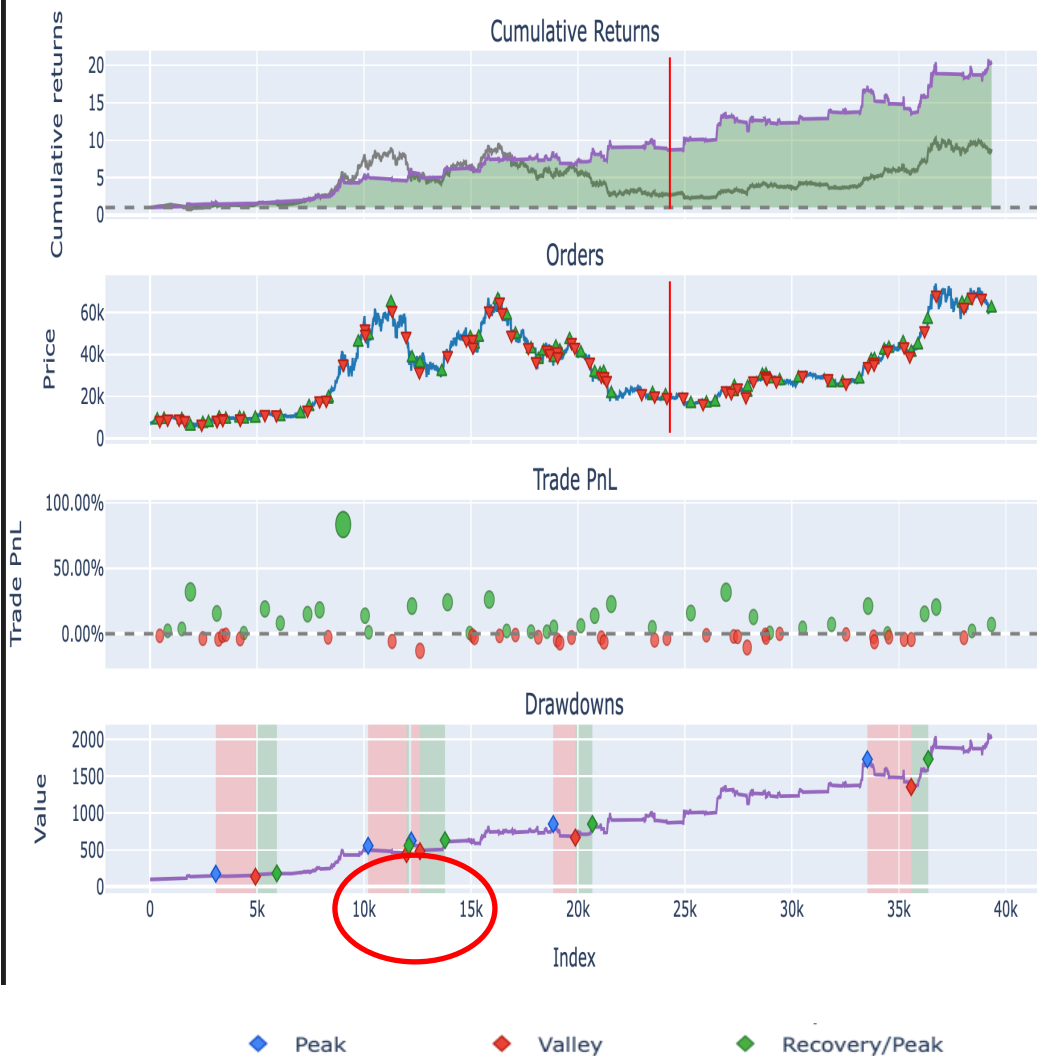 Cumulative Returns
Cumulative returns
20
15
10
5
0
Orders
Price
60k
40k
20k
0
Trade PnL
Trade PnL
100.00%
50.00%
0.00%
Drawdowns
Value
2000
1500
1000
500
0
0 5k 10k 15k 20k 25k 30k 35k 40k
Index
Peak Valley Recovery/Peak